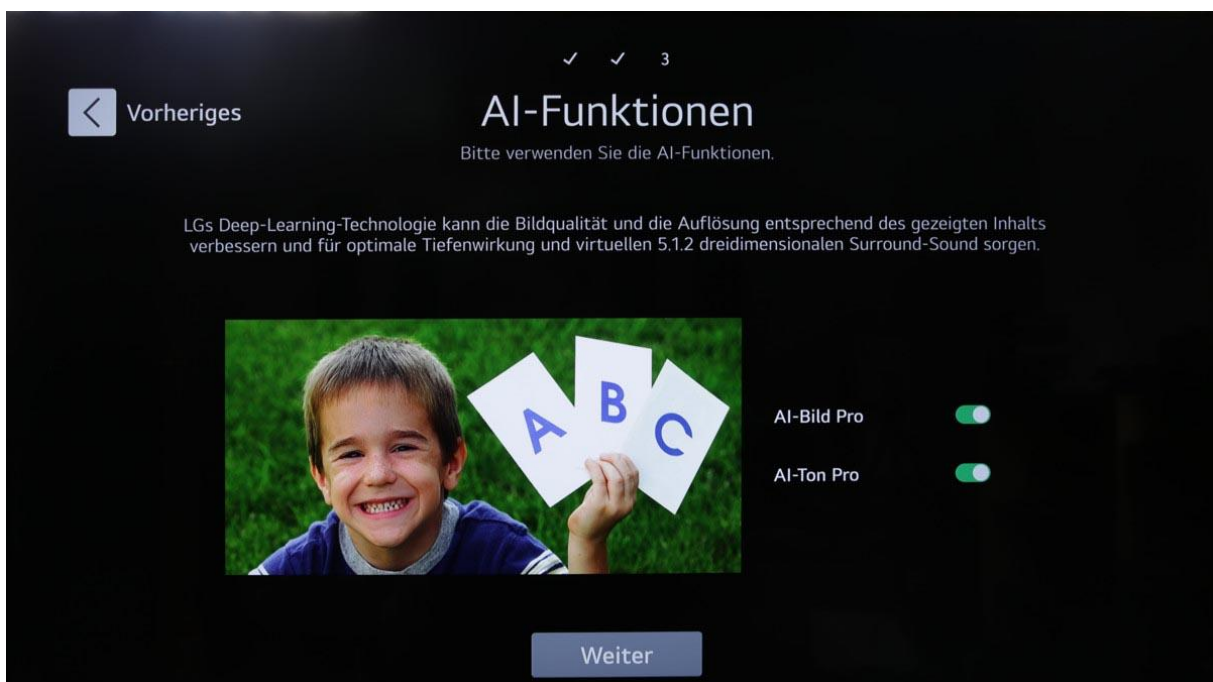 ✓ ✓ 3
Vorheriges
AI-Funktionen
Bitte verwenden Sie die AI-Funktionen.
LGs Deep-Learning-Technologie kann die Bildqualität und die Auflösung entsprechend des gezeigten Inhalts
verbessern und für optimale Tiefenwirkung und virtuellen 5.1.2 dreidimensionalen Surround-Sound sorgen.
A B C
AI-Bild Pro
AI-Ton Pro
Weiter